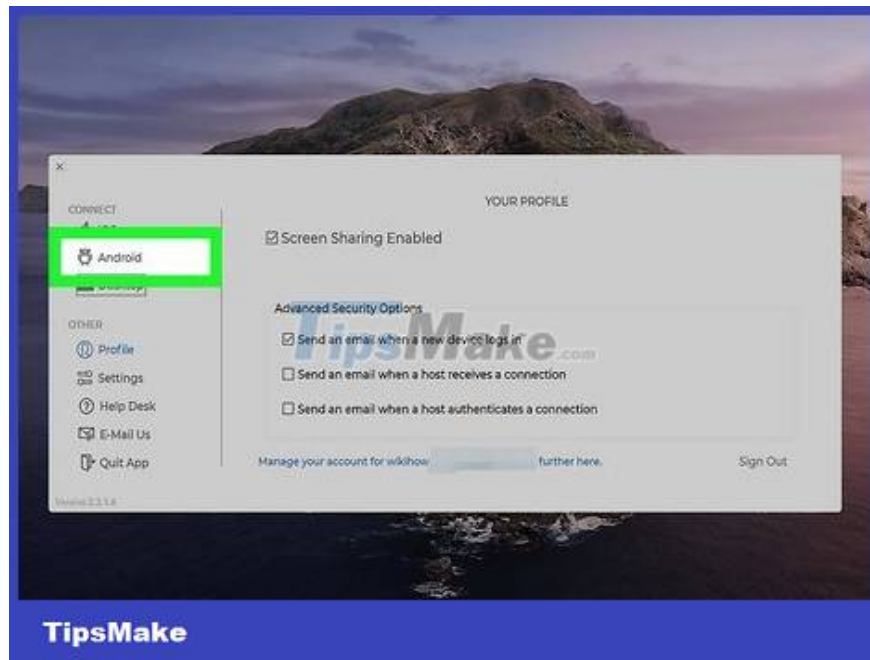 ×
YOUR PROFILE
CONNECT
Android
OTHER
Profile
Settings
Help Desk
E-Mail Us
Quit App
Screen Sharing Enabled
Advanced Security Options
Send an email when a new device logs in
Send an email when a host receives a connection
Send an email when a host authenticates a connection
Manage your account for wikihow further here.
Sign Out
TipsMake.com
TipsMake